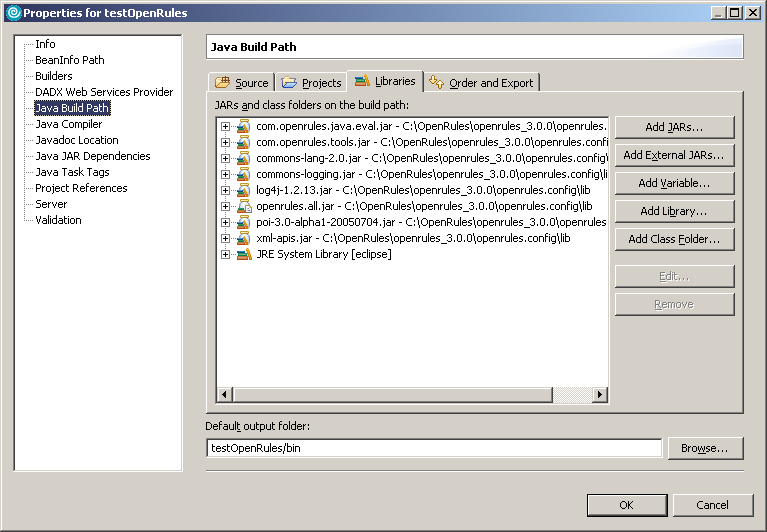 Properties for testOpenRules
Info
BeanInfo Path
Builders
DADX Web Services Provider
Java Build Path
Java Compiler
Javadoc Location
Java JAR Dependencies
Java Task Tags
Project References
Server
Validation
Java Build Path
Source Projects Libraries Order and Export
JARs and class folders on the build path:
com.openrules.java.eval.jar - C:\OpenRules\openrules_3.0.0\openrules.
com.openrules.tools.jar - C:\OpenRules\openrules_3.0.0\openrules.confi
commons-lang-2.0.jar - C:\OpenRules\openrules_3.0.0\openrules.config\
commons-logging.jar - C:\OpenRules\openrules_3.0.0\openrules.config\l
log4j-1.2.13.jar - C:\OpenRules\openrules_3.0.0\openrules.config\lib
openrules.all.jar - C:\OpenRules\openrules_3.0.0\openrules.config\lib
poi-3.0-alpha1-20050704.jar - C:\OpenRules\openrules_3.0.0\openrules
xml-apis.jar - C:\OpenRules\openrules_3.0.0\openrules.config\lib
JRE System Library [eclipse]
Add JARs...
Add External JARs...
Add Variable...
Add Library...
Add Class Folder...
Edit...
Remove
Default output folder:
testOpenRules/bin
Browse...
OK
Cancel